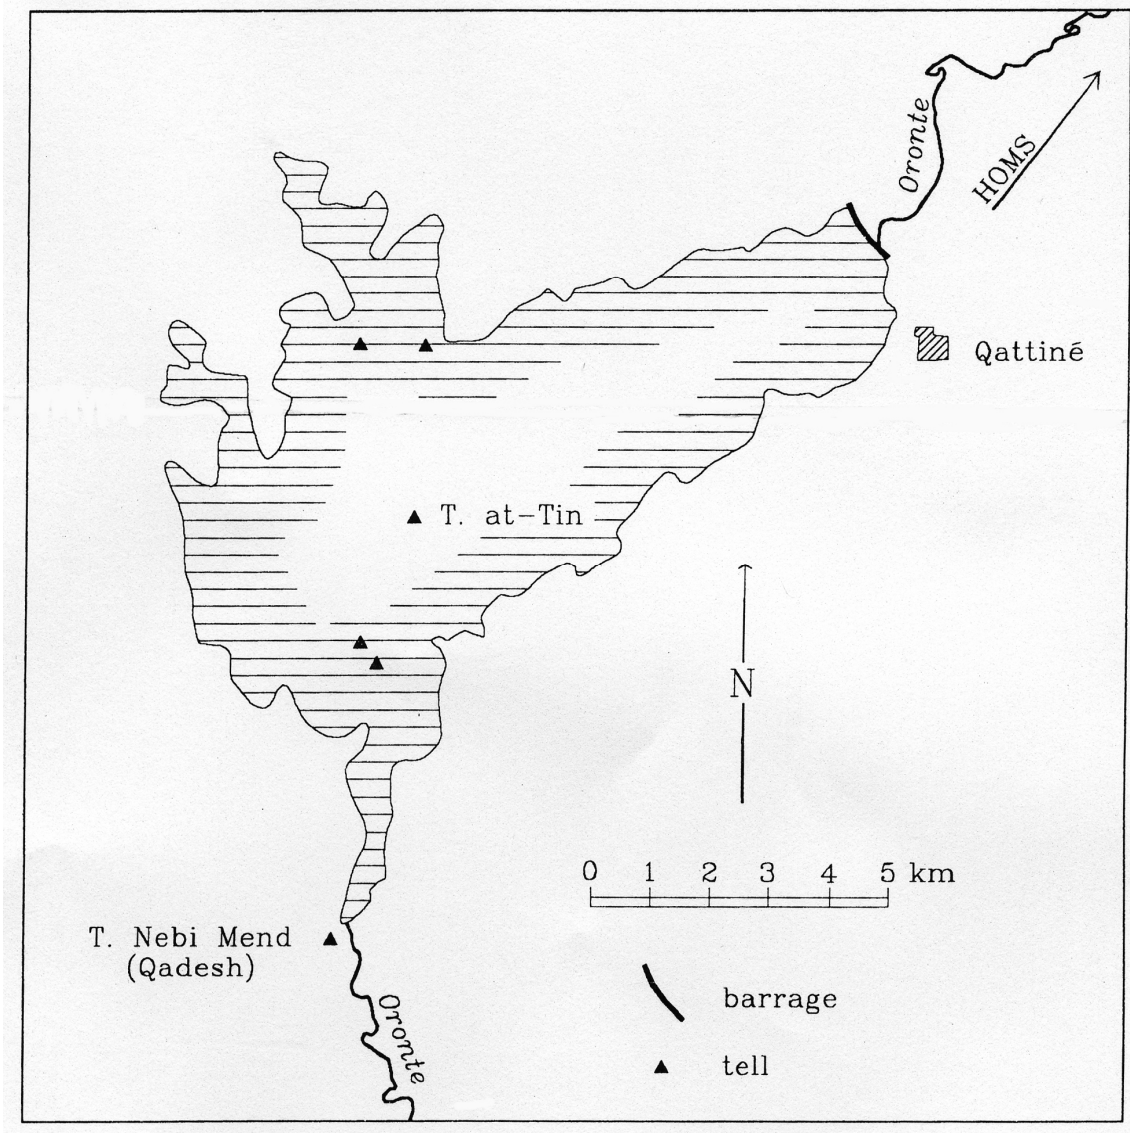 Oronte
HOMS
Qattiné
T. at-Tin
N
0 1 2 3 4 5 km
T. Nebi Mend
(Qadesh)
Oronte
barrage
tell